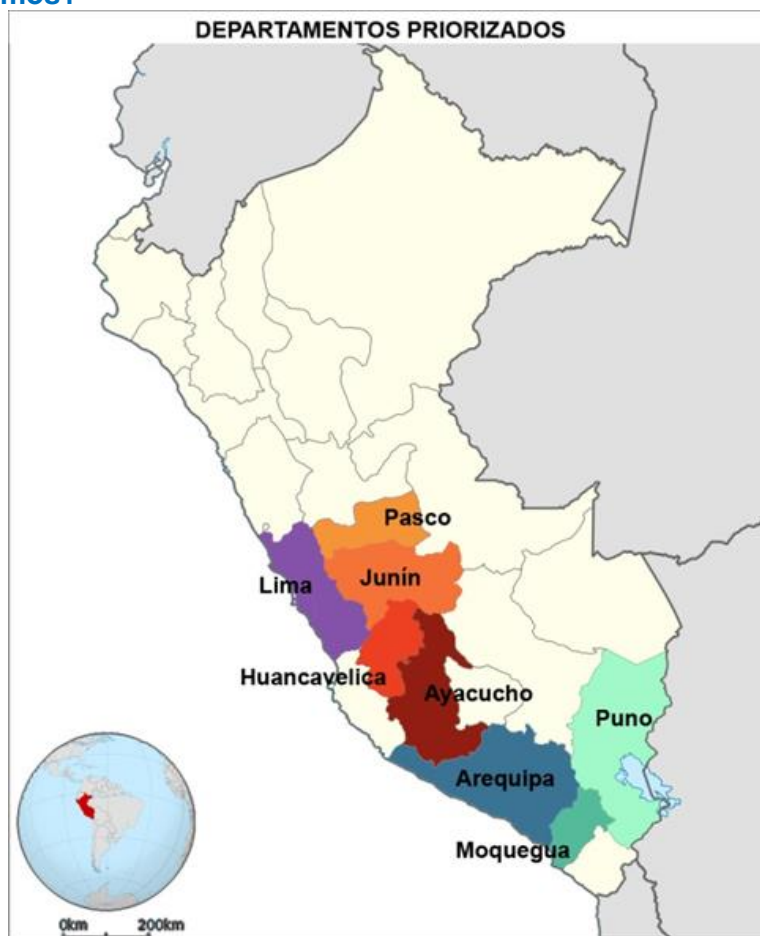 DEPARTAMENTOS PRIORIZADOS
Pasco
Junín
Lima
Huancavelica
Ayacucho
Puno
Arequipa
Moquegua
0km 200km